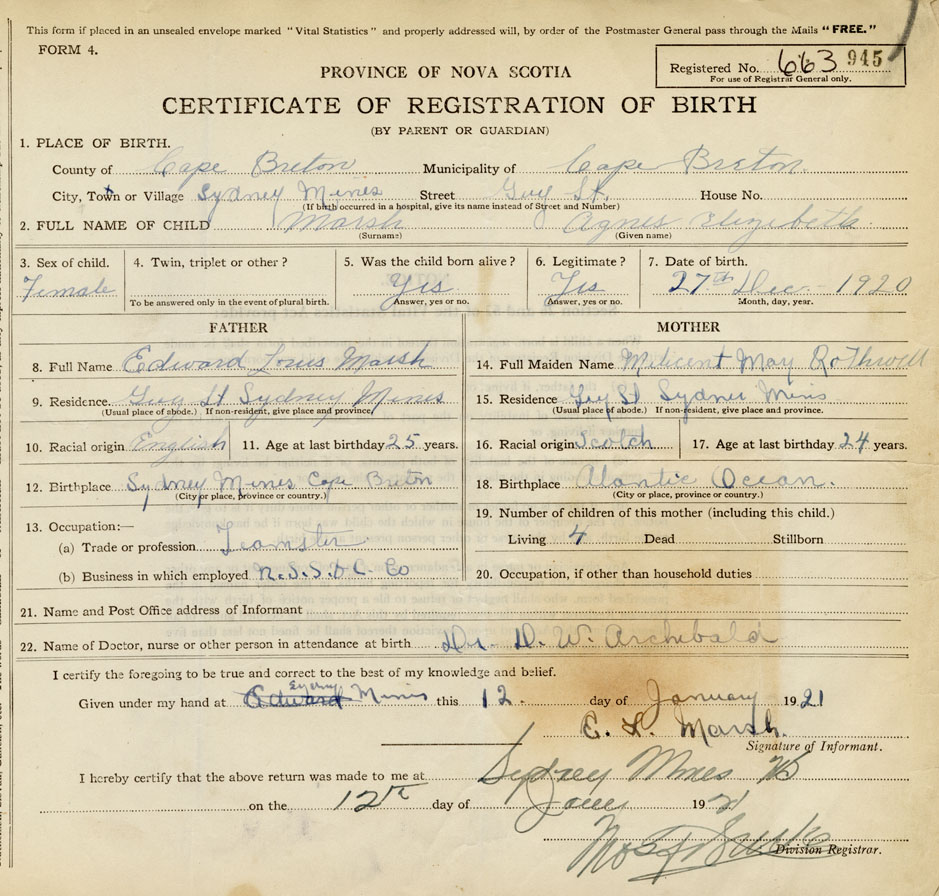 This form if placed in an unsealed envelope marked "Vital Statistics" and properly addressed will, by order of the Postmaster General pass through the Mails "FREE."
FORM 4.
Registered No. 663 945
For use of Registrar General only.
PROVINCE OF NOVA SCOTIA
CERTIFICATE OF REGISTRATION OF BIRTH
(BY PARENT OR GUARDIAN)
1. PLACE OF BIRTH.
County of Cape Breton Municipality of Cape Breton
City, Town or Village Sydney Mines Street Guy St. House No.
(If birth occurred in a hospital, give its name instead of Street and Number)
2. FULL NAME OF CHILD Marsh Agnes Elizabeth
(Surname) (Given name)
3. Sex of child. 4. Twin, triplet or other? 5. Was the child born alive? 6. Legitimate? 7. Date of birth.
Female Yis Yis 27th Dec 1920
To be answered only in the event of plural birth. Answer, yes or no. Answer, yes or no. Month, day, year.
FATHER MOTHER
8. Full Name Edward Louis Marsh 14. Full Maiden Name Milicent May Rothwell
9. Residence. Guy St Sydney Mines 15. Residence Guy St Sydney Minis
(Usual place of abode.) If non-resident, give place and province, (Usual place of abode.) If non-resident, give place and province.
10. Racial origin English 11. Age at last birthday 25 years. 16. Racial origin Scotch 17. Age at last birthday 24 years.
12. Birthplace Sydney Mines Cape Breton 18. Birthplace Atlantic Ocean.
(City or place, province or country.) (City or place, province or country.)
13. Occupation:— 19. Number of children of this mother (including this child.)
(a) Trade or profession Teamster Living 4 Dead Stillborn
(b) Business in which employed N.S.S. & C. Co 20. Occupation, if other than household duties
21. Name and Post Office address of Informant
22. Name of Doctor, nurse or other person in attendance at birth Dr. D. W. Archibald
I certify the foregoing to be true and correct to the best of my knowledge and belief.
Given under my hand at Edward Sydney Minis this 12. day of January 1921
E. L. Marsh.
Signature of Informant.
I hereby certify that the above return was made to me at Sydney Mines NS
on the 12th day of Jany 1921
Division Registrar.